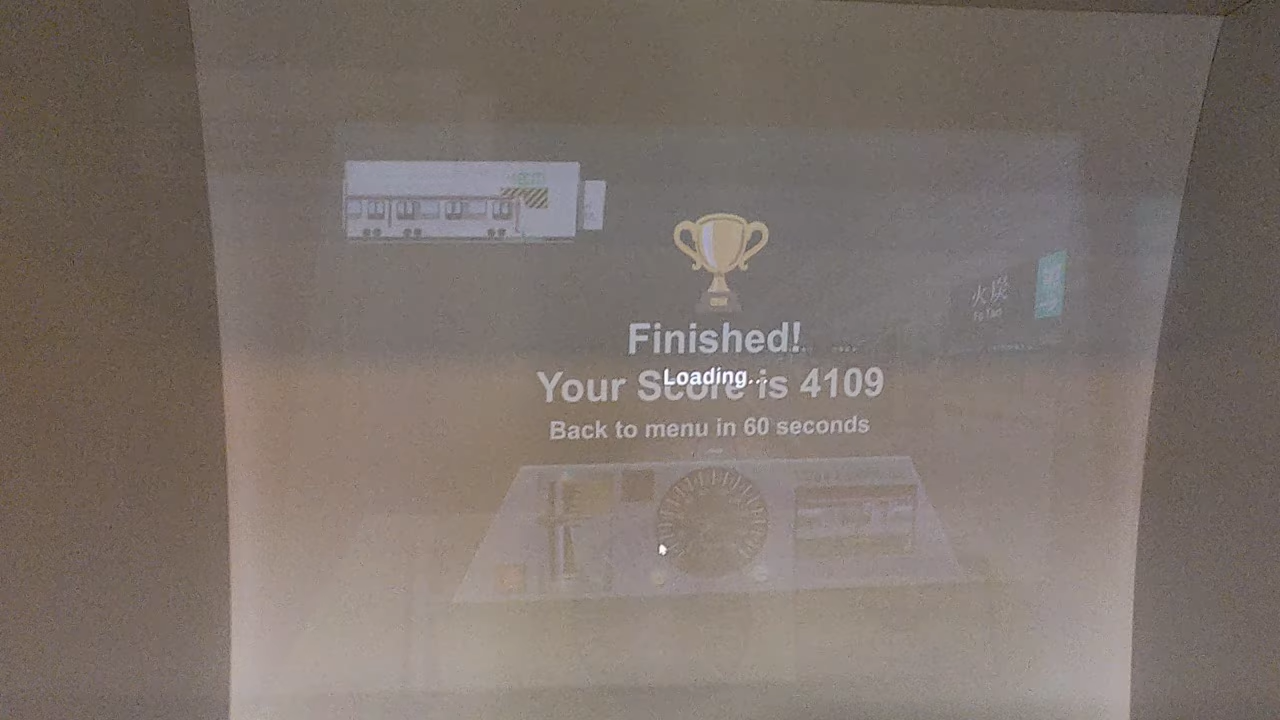 火炭
Fo Tan
Finished!
Loading...
Your Score is 4109
Back to menu in 60 seconds